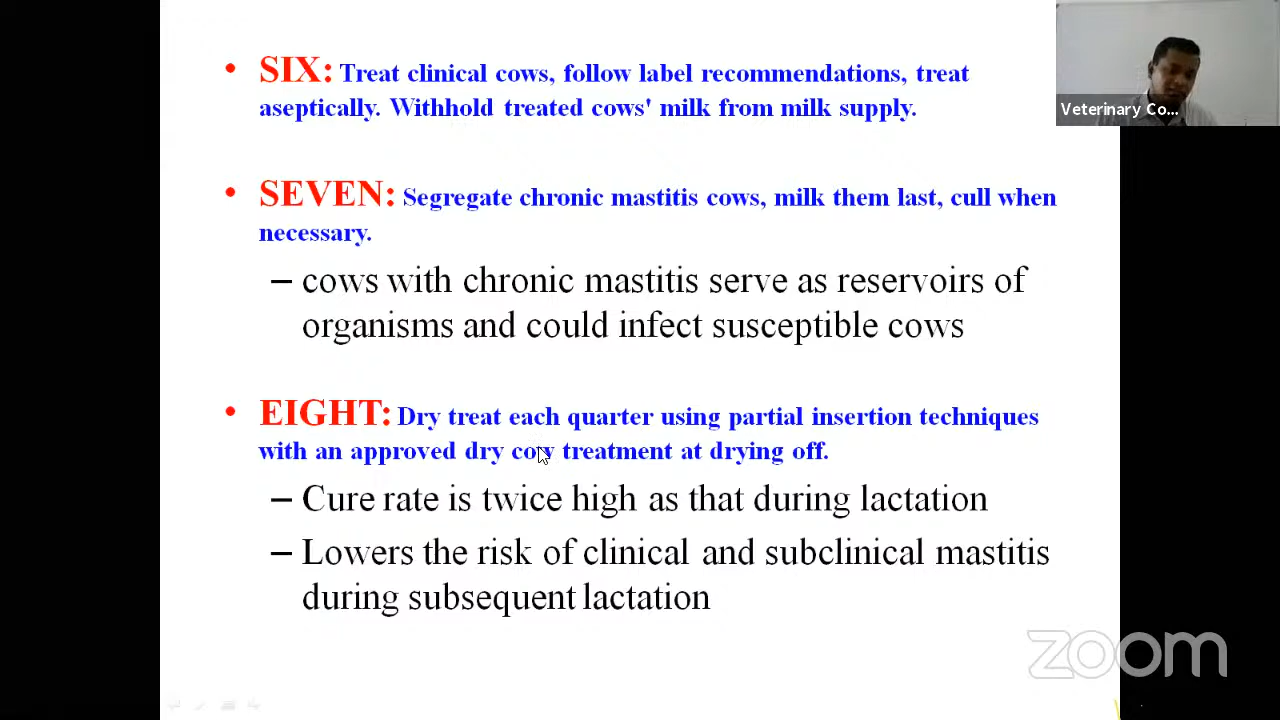 • SIX: Treat clinical cows, follow label recommendations, treat
aseptically. Withhold treated cows' milk from milk supply.
• SEVEN: Segregate chronic mastitis cows, milk them last, cull when
necessary.
– cows with chronic mastitis serve as reservoirs of
organisms and could infect susceptible cows
• EIGHT: Dry treat each quarter using partial insertion techniques
with an approved dry cow treatment at drying off.
– Cure rate is twice high as that during lactation
– Lowers the risk of clinical and subclinical mastitis
during subsequent lactation
Veterinary Co...
zoom